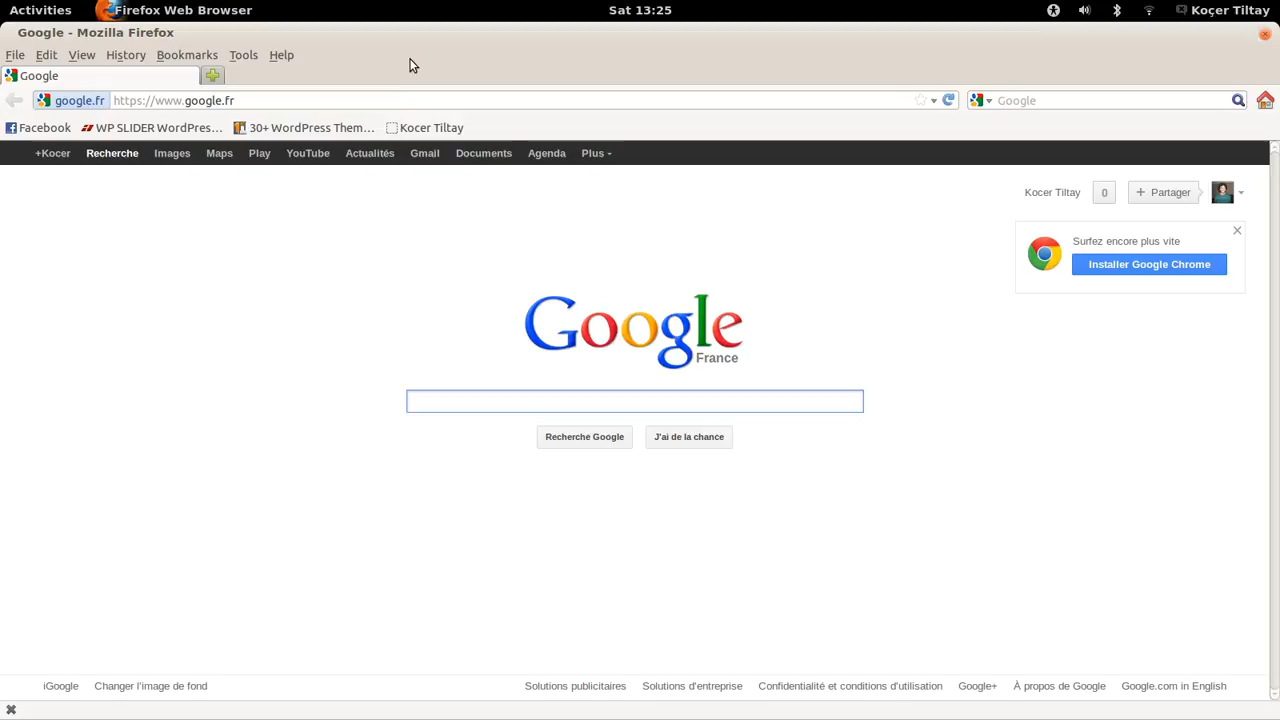 Activities Firefox Web Browser Sat 13:25 Koçer Tiltay
Google - Mozilla Firefox
File Edit View History Bookmarks Tools Help
Google
google.fr https://www.google.fr Google
Facebook WP SLIDER WordPres... 30+ WordPress Them... Kocer Tiltay
+Kocer Recherche Images Maps Play YouTube Actualités Gmail Documents Agenda Plus
Kocer Tiltay 0 + Partager
Surfez encore plus vite
Installer Google Chrome
Google
France
Recherche Google J'ai de la chance
iGoogle Changer l'image de fond Solutions publicitaires Solutions d'entreprise Confidentialité et conditions d'utilisation Google+ À propos de Google Google.com in English